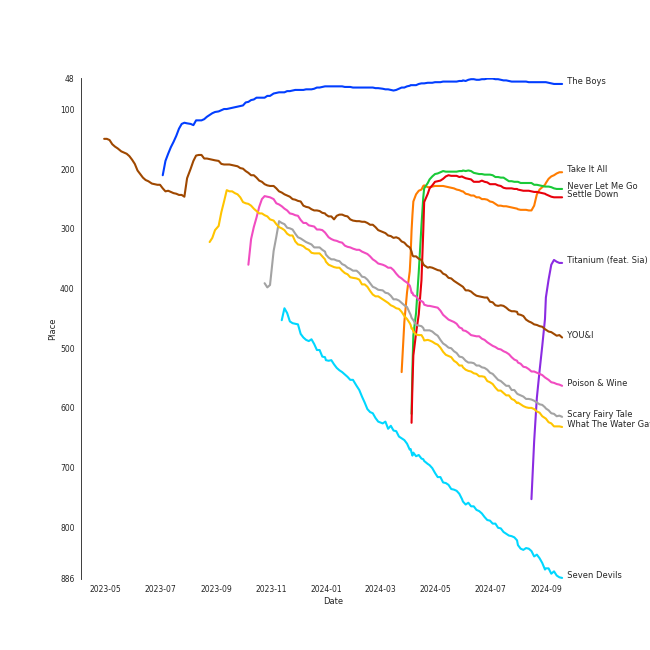 48
100
200
300
400
500
600
700
800
886
Place
2023-05
2023-07
2023-09
2023-11
2024-01
2024-03
2024-05
2024-07
2024-09
Date
The Boys
Take It All
Never Let Me Go
Settle Down
Titanium (feat. Sia)
YOU&I
Poison & Wine
Scary Fairy Tale
What The Water Ga
Seven Devils